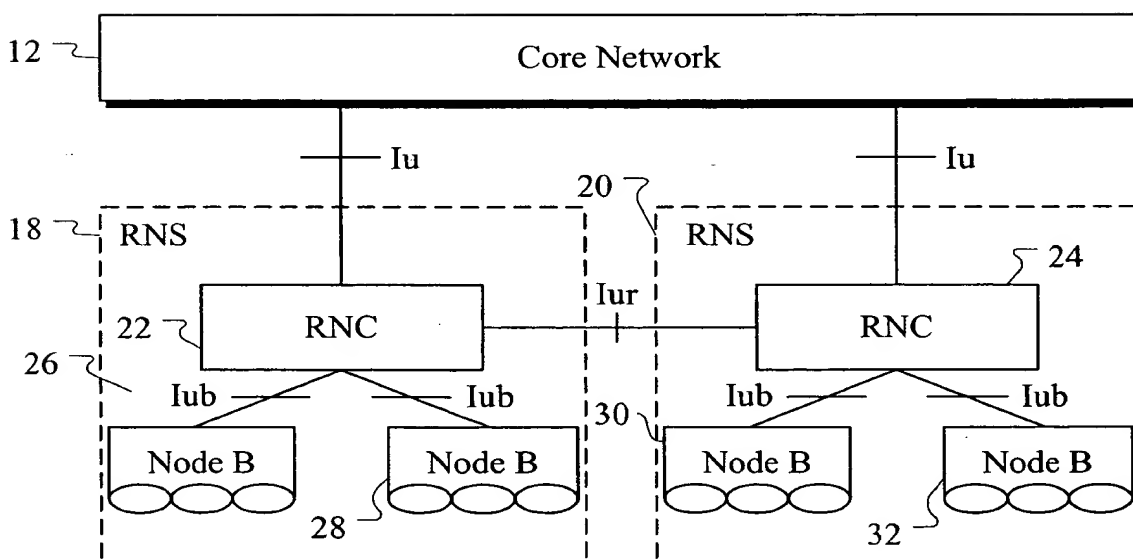 12
Core Network
Iu
Iu
18
RNS
20
RNS
24
22
RNC
Iur
RNC
26
Iub
Iub
30
Iub
Iub
Node B
Node B
Node B
Node B
28
32